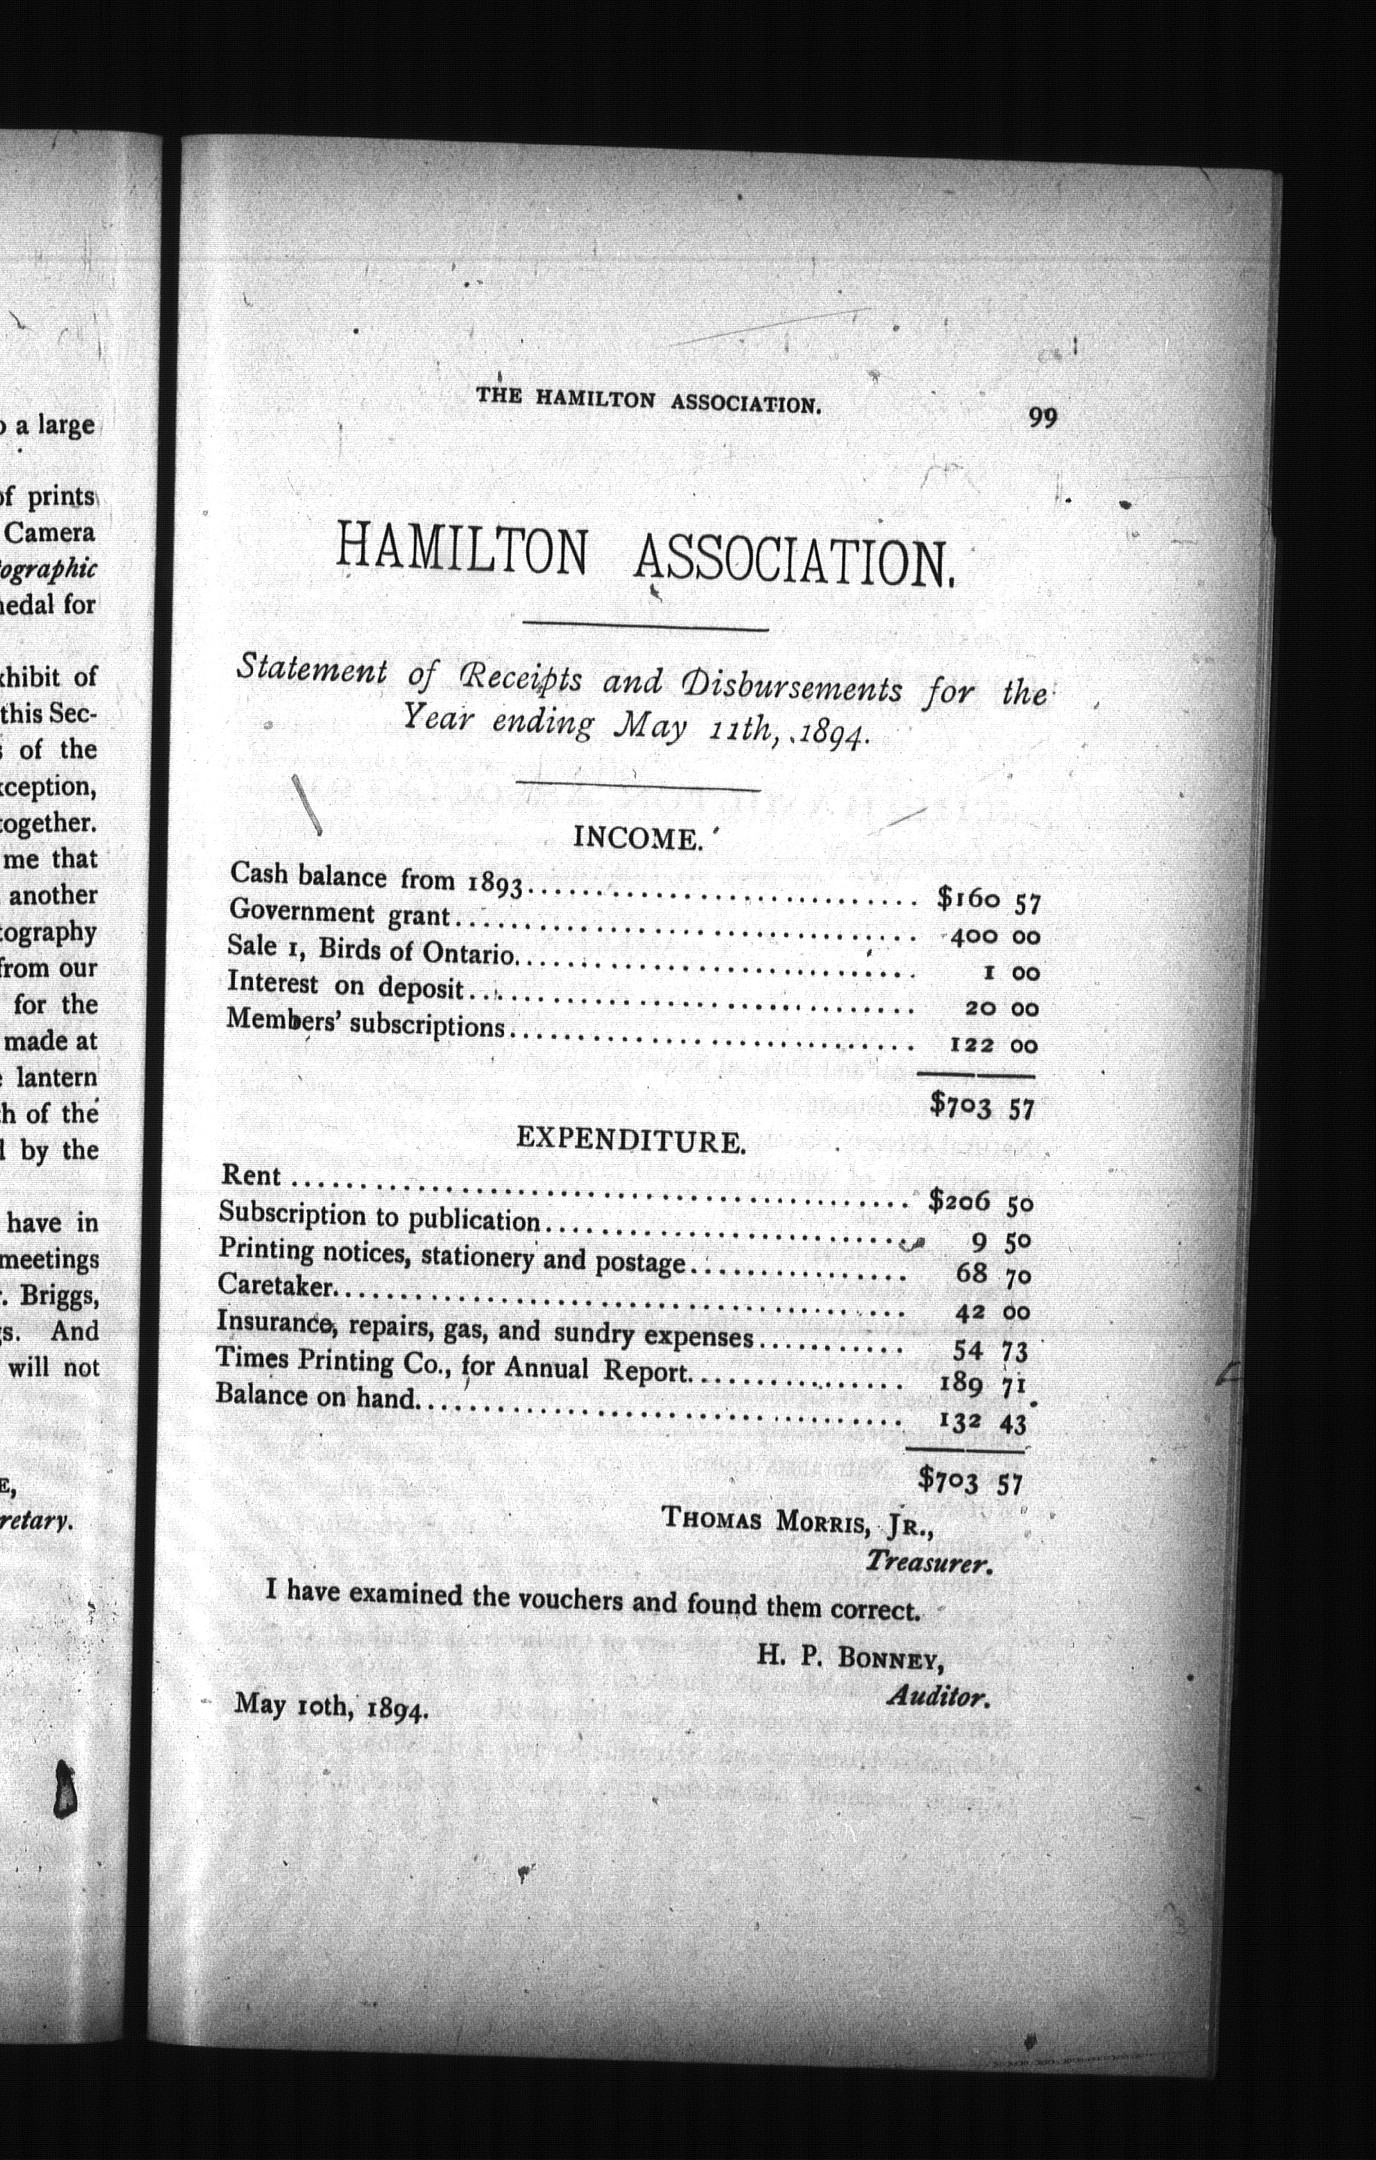 a large
of prints
Camera
ographic
medal for
exhibit of
this Sec-
of the
xception,
together.
me that
another
tography
from our
for the
made at
lantern
h of the
by the
have in
meetings
Briggs,
s. And
will not
E,
retary.
THE HAMILTON ASSOCIATION. 99
HAMILTON ASSOCIATION.
Statement of Receipts and Disbursements for the
Year ending May 11th, 1894.
INCOME.
Cash balance from 1893........................................ $160 57
Government grant........................................ 400 00
Sale 1, Birds of Ontario........................................ 1 00
Interest on deposit........................................ 20 00
Members' subscriptions........................................ 122 00
$703 57
EXPENDITURE.
Rent ........................................ $206 50
Subscription to publication........................................ 9 50
Printing notices, stationery and postage................ 68 70
Caretaker........................................ 42 00
Insurance, repairs, gas, and sundry expenses........... 54 73
Times Printing Co., for Annual Report................ 189 71
Balance on hand........................................ 132 43
$703 57
THOMAS MORRIS, JR.,
Treasurer.
I have examined the vouchers and found them correct.
H. P. BONNEY,
Auditor.
May 10th, 1894.